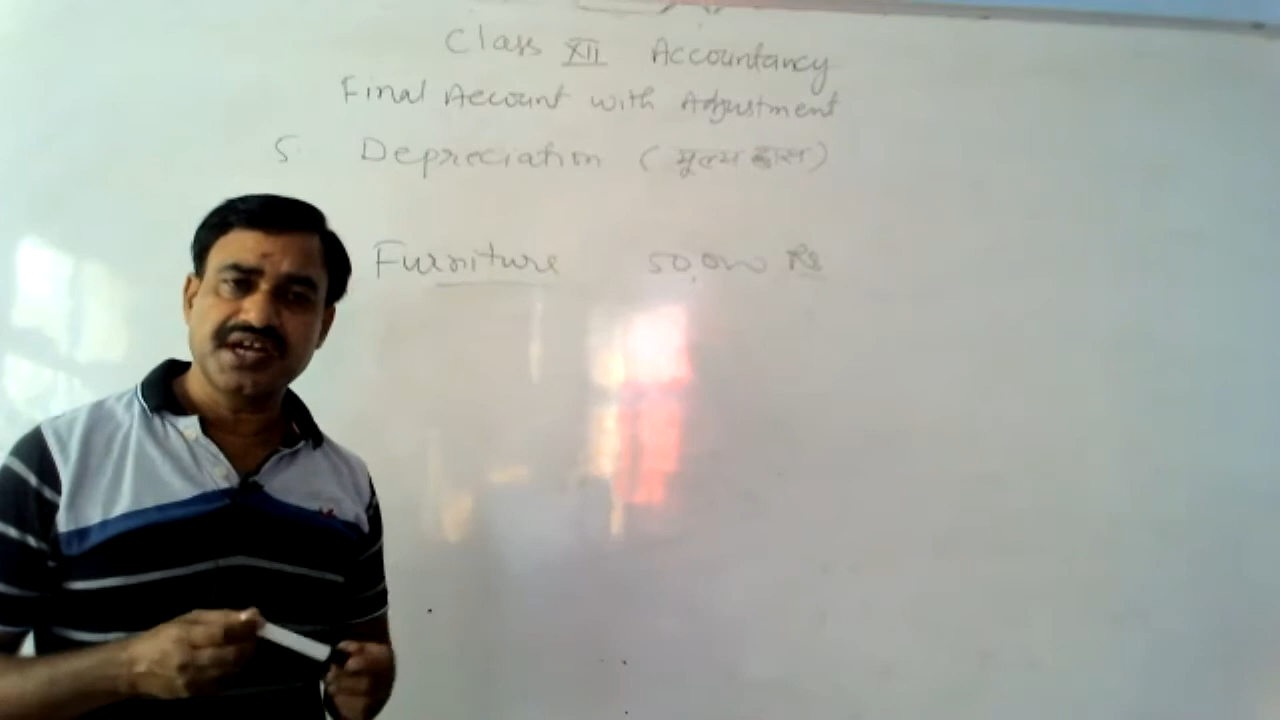 Class XII Accountancy
Final Account with Adjustment
5. Depreciation (मूल्य ह्रास)
Furniture 50,000 Rs